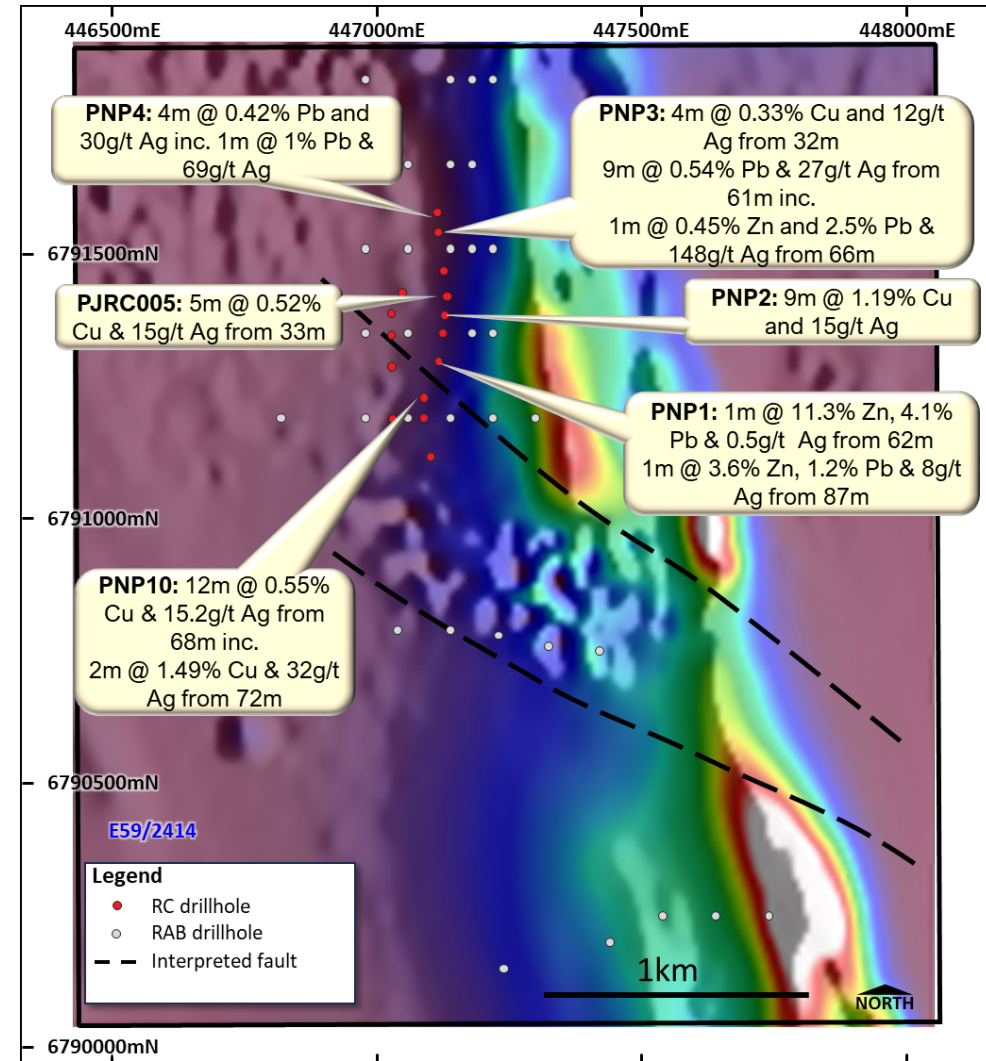 446500mE
447000mE
447500mE
448000mE
PNP4: 4m @ 0.42% Pb and
30g/t Ag inc. 1m @ 1% Pb &
69g/t Ag
PNP3: 4m @ 0.33% Cu and 12g/t
Ag from 32m
9m @ 0.54% Pb & 27g/t Ag from
61m inc.
1m @ 0.45% Zn and 2.5% Pb &
148g/t Ag from 66m
6791500mN
PJRC005: 5m @ 0.52%
Cu & 15g/t Ag from 33m
PNP2: 9m @ 1.19% Cu
and 15g/t Ag
PNP1: 1m @ 11.3% Zn, 4.1%
Pb & 0.5g/t Ag from 62m
1m @ 3.6% Zn, 1.2% Pb & 8g/t
Ag from 87m
6791000mN
PNP10: 12m @ 0.55%
Cu & 15.2g/t Ag from
68m inc.
2m @ 1.49% Cu & 32g/t
Ag from 72m
6790500mN
E59/2414
Legend
RC drillhole
RAB drillhole
Interpreted fault
1km
NORTH
6790000mN